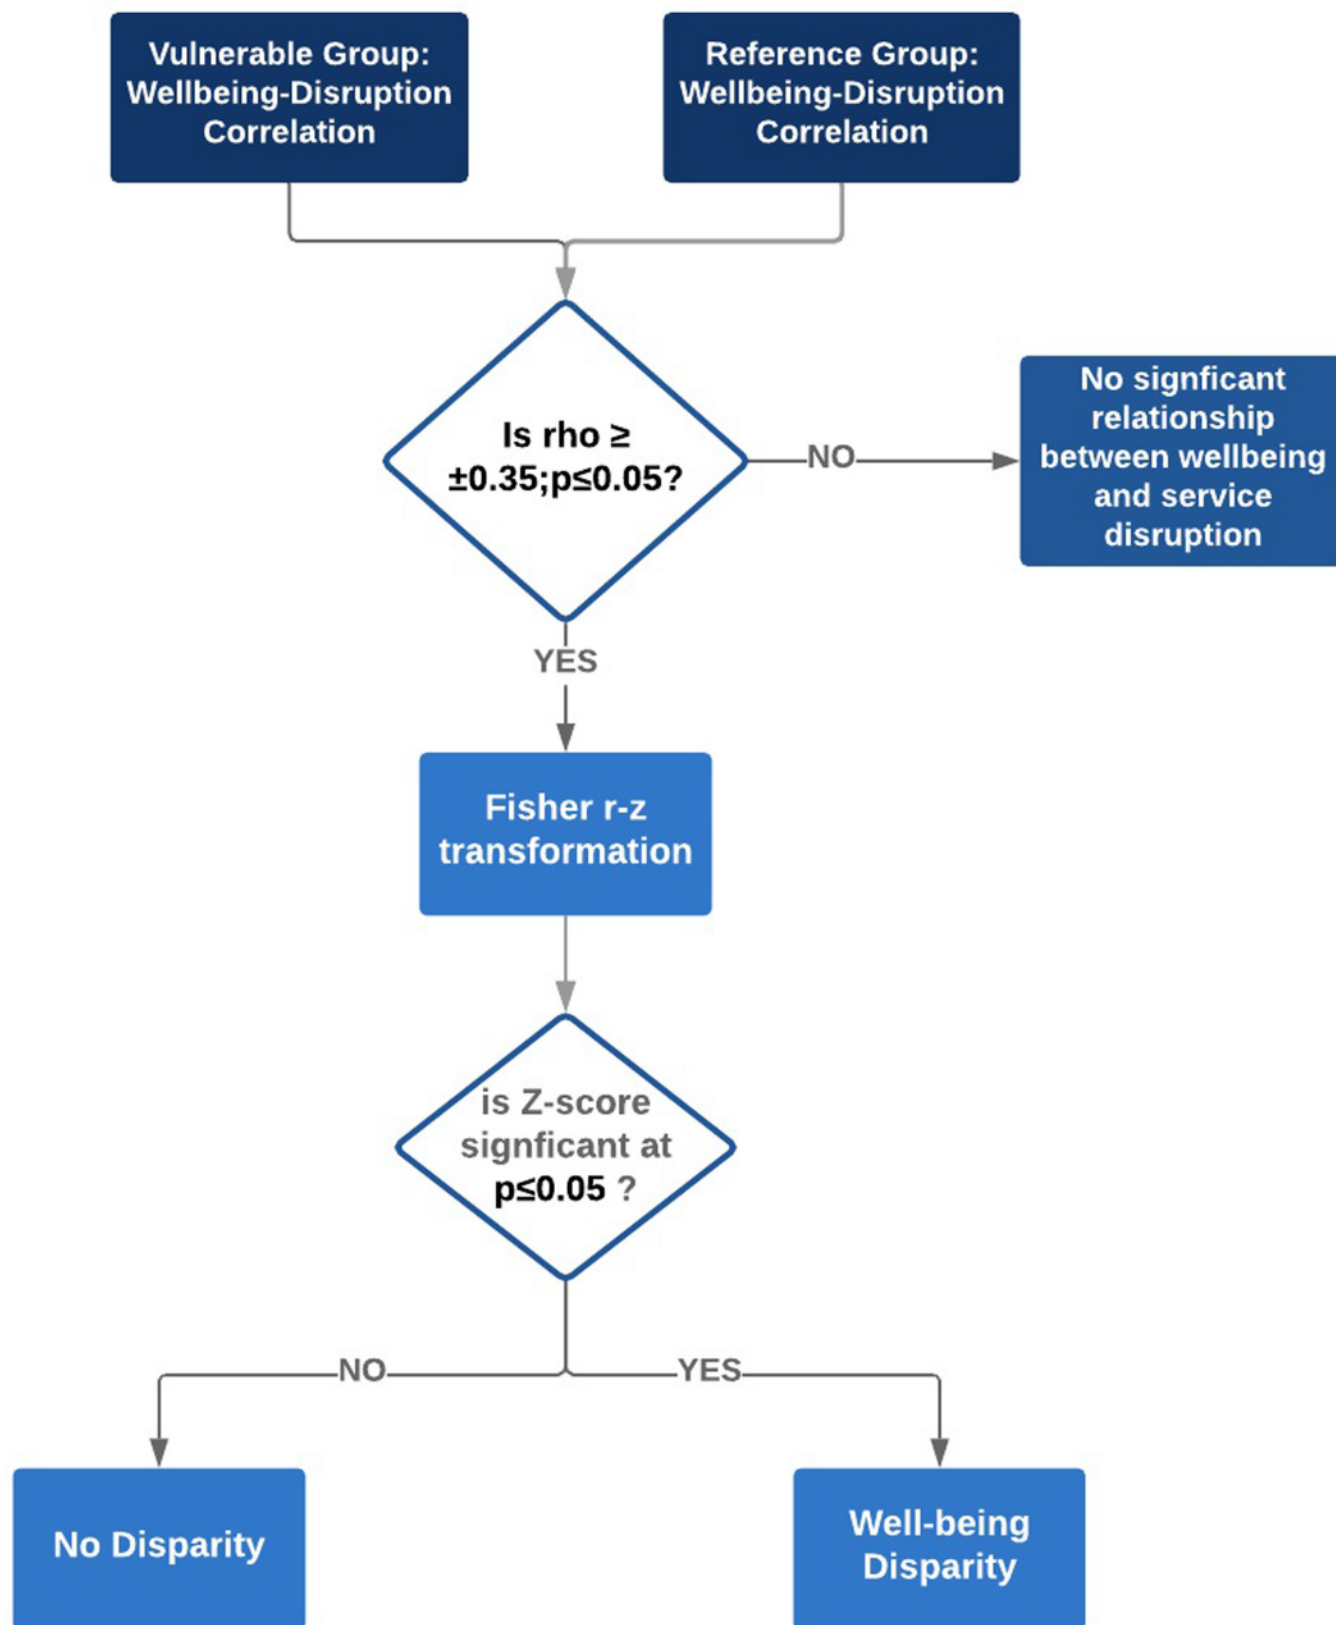 Vulnerable Group:
Wellbeing-Disruption
Correlation
Reference Group:
Wellbeing-Disruption
Correlation
Is rho ≥
±0.35;p≤0.05?
NO
No signficant
relationship
between wellbeing
and service
disruption
YES
Fisher r-z
transformation
is Z-score
signficant at
p≤0.05 ?
NO
YES
No Disparity
Well-being
Disparity